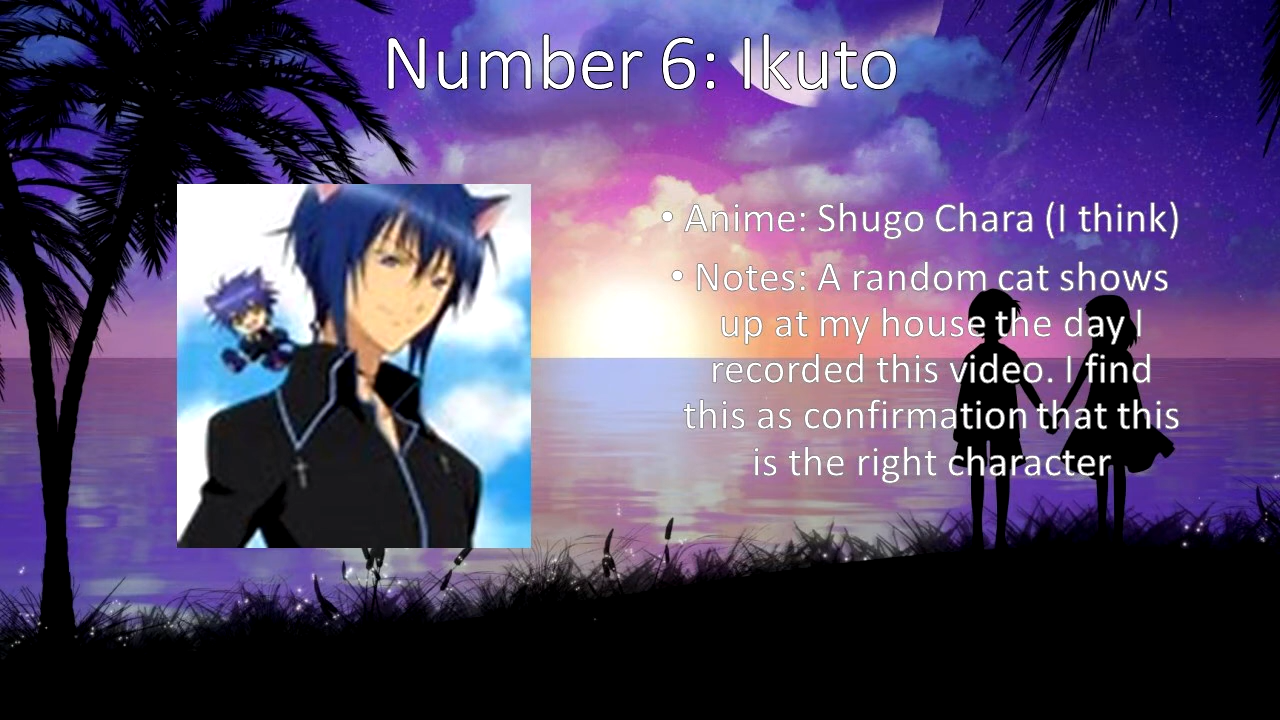 Number 6: Ikuto
• Anime: Shugo Chara (I think)
• Notes: A random cat shows
up at my house the day I
recorded this video. I find
this as confirmation that this
is the right character